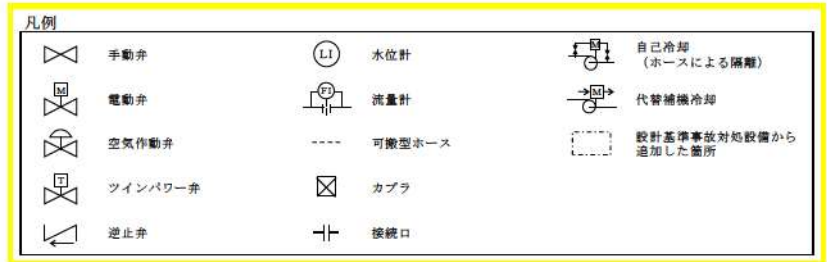 凡例
手動弁
電動弁
空気作動弁
ツインパワー弁
逆止弁
水位計
流量計
可搬型ホース
カプラ
接続口
自己冷却
（ホースによる隔離）
代替補機冷却
設計基準事故対処設備から
追加した箇所
M
T
LI
FI
M
M